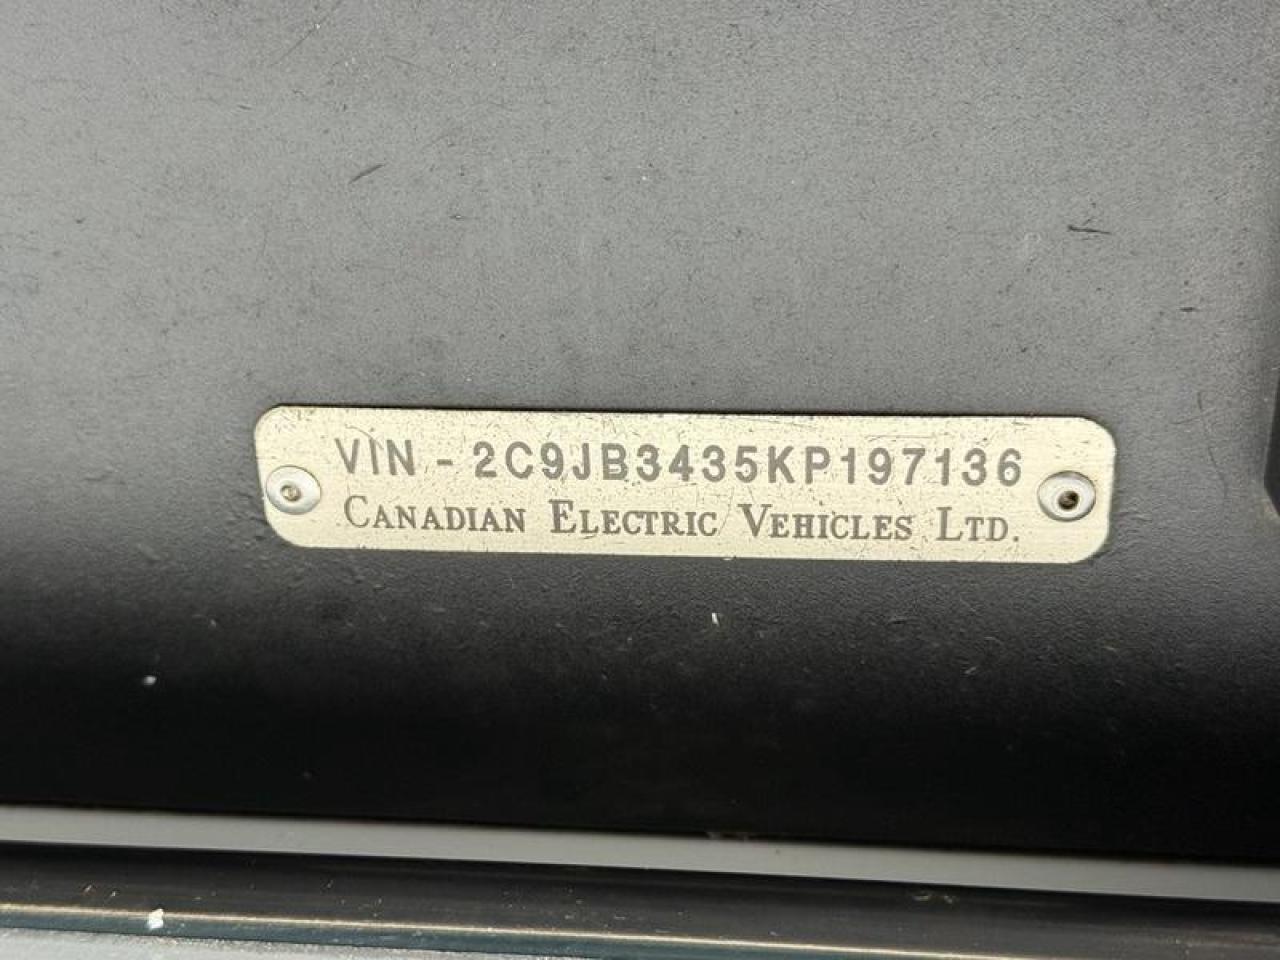 VIN - 2C9JB3435KP197136
CANADIAN ELECTRIC VEHICLES LTD.